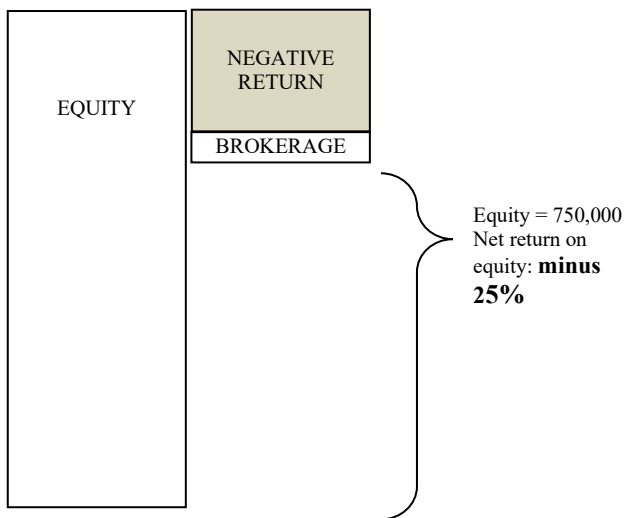 NEGATIVE
RETURN
EQUITY
BROKERAGE
Equity = 750,000
Net return on
equity: minus
25%